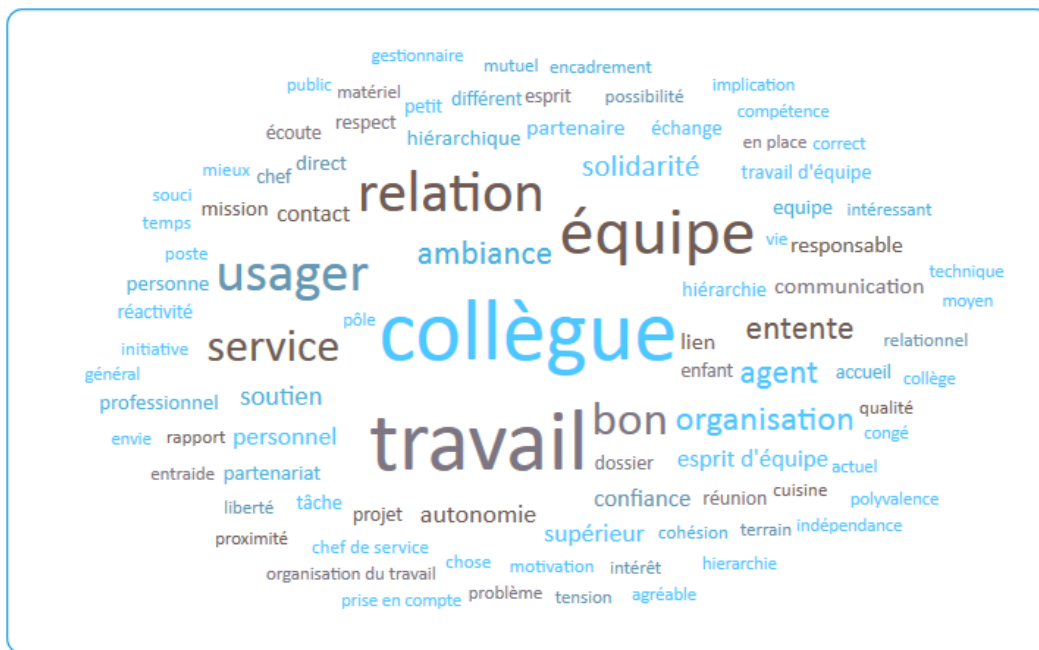 gestionnaire
mutuel encadrement
public matériel petit différent esprit possibilité implication
écoute respect hiérarchique partenaire échange compétence
en place correct
mieux chef direct relation solidarité travail d'équipe
souci
temps mission contact équipe equipe intéressant
poste ambiance vie responsable
personne usager hiérarchie communication technique
réactivité moyen
pôle collègue lien entente relationnel
initiative service
général enfant agent accueil collège
professionnel soutien
travail bon organisation qualité
envie rapport personnel congé
entraide partenariat dossier esprit d'équipe actuel
liberté tâche confiance réunion cuisine polyvalence
projet autonomie
proximité supérieur cohésion terrain indépendance
chef de service
organisation du travail chose motivation intérêt hierarchie
prise en compte problème tension agréable